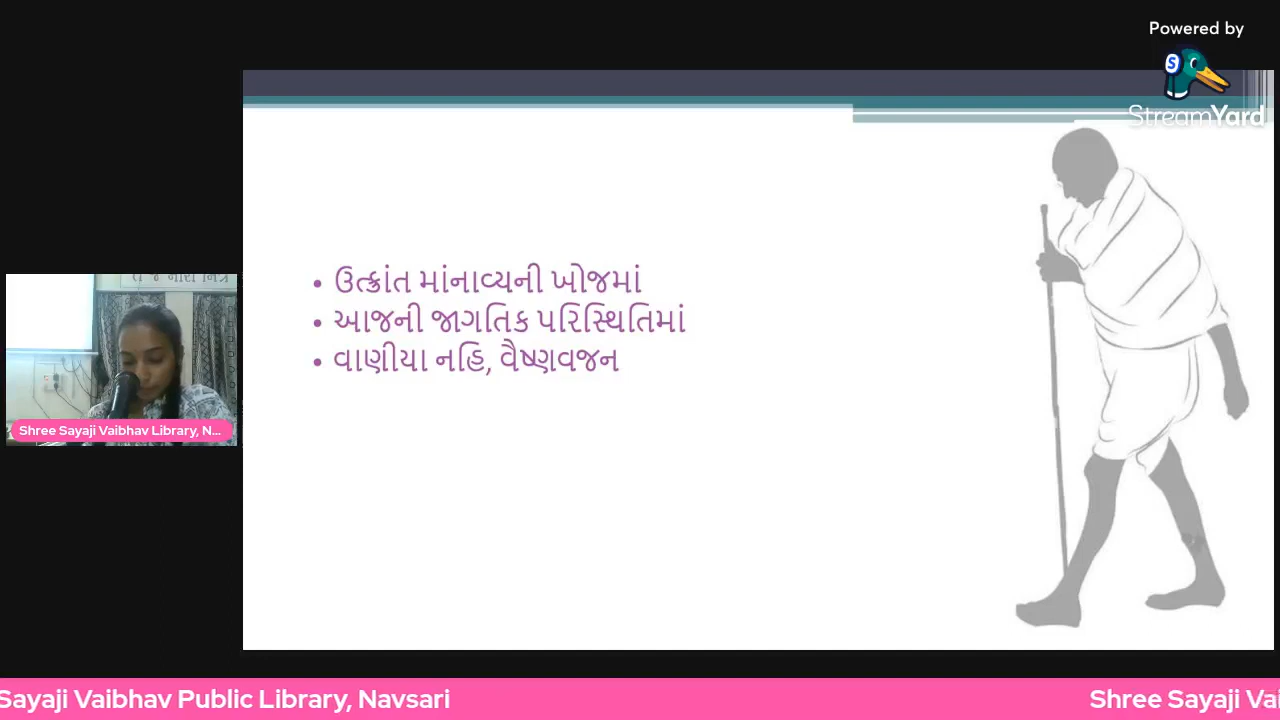 Powered by
StreamYard
• ઉત્ક્રાંત માંનાવ્યની ખોજમાં
• આજની જાગતિક પરિસ્થિતિમાં
• વાણીયા નહિ, વૈષ્ણવજન
Shree Sayaji Vaibhav Library, N...
Sayaji Vaibhav Public Library, Navsari
Shree Sayaji Vai